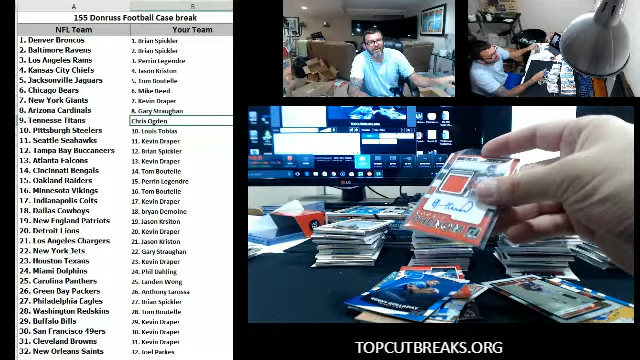 155 Donruss Football Case break
NFL Team Your Team
1. Denver Broncos 1. Brian Spickler
2. Baltimore Ravens 2. Brian Spickler
3. Los Angeles Rams 3. Perrin Legendre
4. Kansas City Chiefs 4. Jason Kriston
5. Jacksonville Jaguars 5. Tom Boutelle
6. Chicago Bears 6. Mike Reed
7. New York Giants 7. Kevin Draper
8. Arizona Cardinals 8. Gary Straughan
9. Tennesse Titans Chris Ogden
10. Pittsburgh Steelers 10. Louis Tobias
11. Seattle Seahawks 11. Kevin Draper
12. Tampa Bay Buccaneers 12. Brian Spickler
13. Atlanta Falcons 13. Kevin Draper
14. Cincinnati Bengals 14. Tom Boutelle
15. Oakland Raiders 15. Perrin Legendre
16. Minnesota Vikings 16. Tom Boutelle
17. Indianapolis Colts 17. Kevin Draper
18. Dallas Cowboys 18. bryan Demoine
19. New England Patriots 19. Jason Kriston
20. Detroit Lions 20. Kevin Draper
21. Los Angeles Chargers 21. Jason Kriston
22. New York Jets 22. Gary Straughan
23. Houston Texans 23. Kevin Draper
24. Miami Dolphins 24. Phil Dahling
25. Carolina Panthers 25. Landen Wong
26. Green Bay Packers 26. Anthony Larossa
27. Philadelphia Eagles 27. Brian Spickler
28. Washington Redskins 28. Tom Boutelle
29. Buffalo Bills 29. Kevin Draper
30. San Francisco 49ers 30. Kevin Draper
31. Cleveland Browns 31. Kevin Draper
32. New Orleans Saints 32. Joel Parkes
TOPCUTBREAKS.ORG